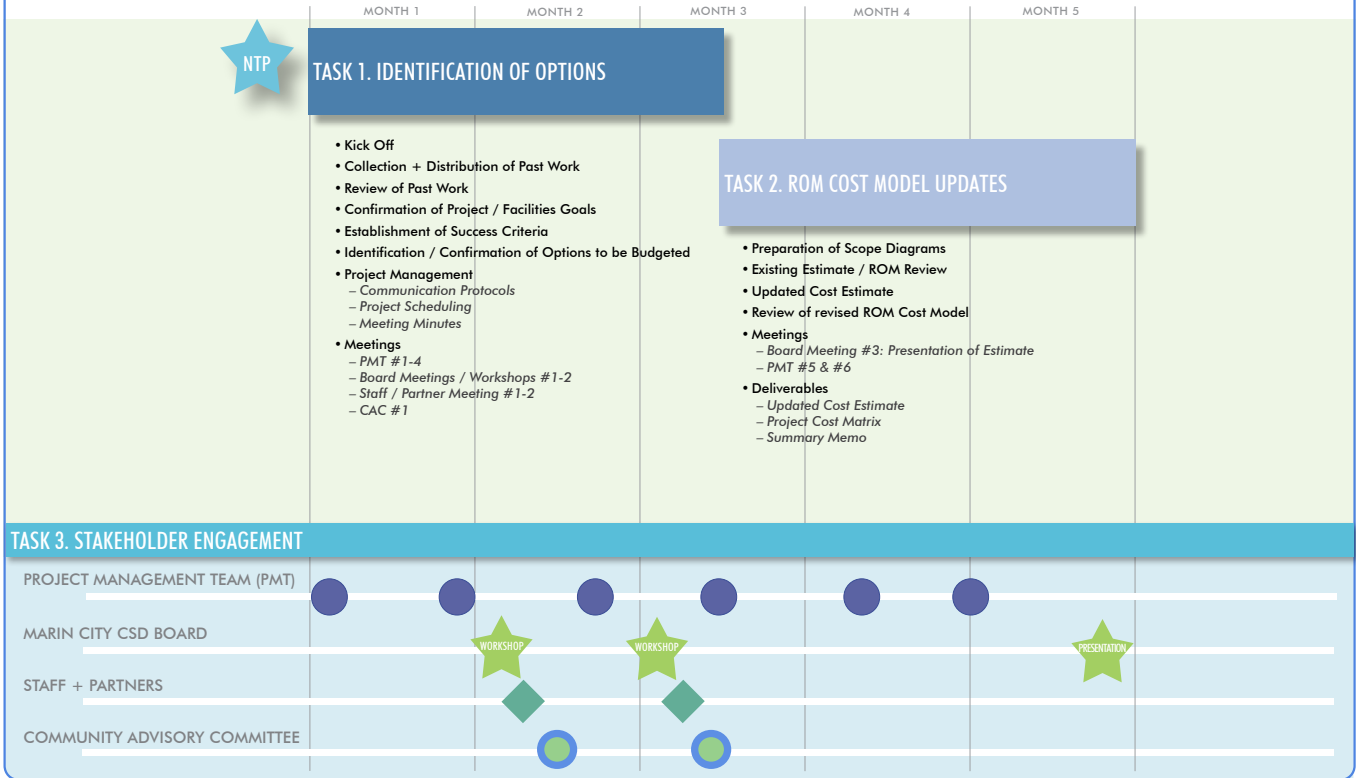 MONTH 1
MONTH 2
MONTH 3
MONTH 4
MONTH 5
NTP
TASK 1. IDENTIFICATION OF OPTIONS
• Kick Off
• Collection + Distribution of Past Work
• Review of Past Work
• Confirmation of Project / Facilities Goals
• Establishment of Success Criteria
• Identification / Confirmation of Options to be Budgeted
• Project Management
– Communication Protocols
– Project Scheduling
– Meeting Minutes
• Meetings
– PMT #1-4
– Board Meetings / Workshops #1-2
– Staff / Partner Meeting #1-2
– CAC #1
TASK 2. ROM COST MODEL UPDATES
• Preparation of Scope Diagrams
• Existing Estimate / ROM Review
• Updated Cost Estimate
• Review of revised ROM Cost Model
• Meetings
– Board Meeting #3: Presentation of Estimate
– PMT #5 & #6
• Deliverables
– Updated Cost Estimate
– Project Cost Matrix
– Summary Memo
TASK 3. STAKEHOLDER ENGAGEMENT
PROJECT MANAGEMENT TEAM (PMT)
MARIN CITY CSD BOARD
WORKSHOP
WORKSHOP
PRESENTATION
STAFF + PARTNERS
COMMUNITY ADVISORY COMMITTEE